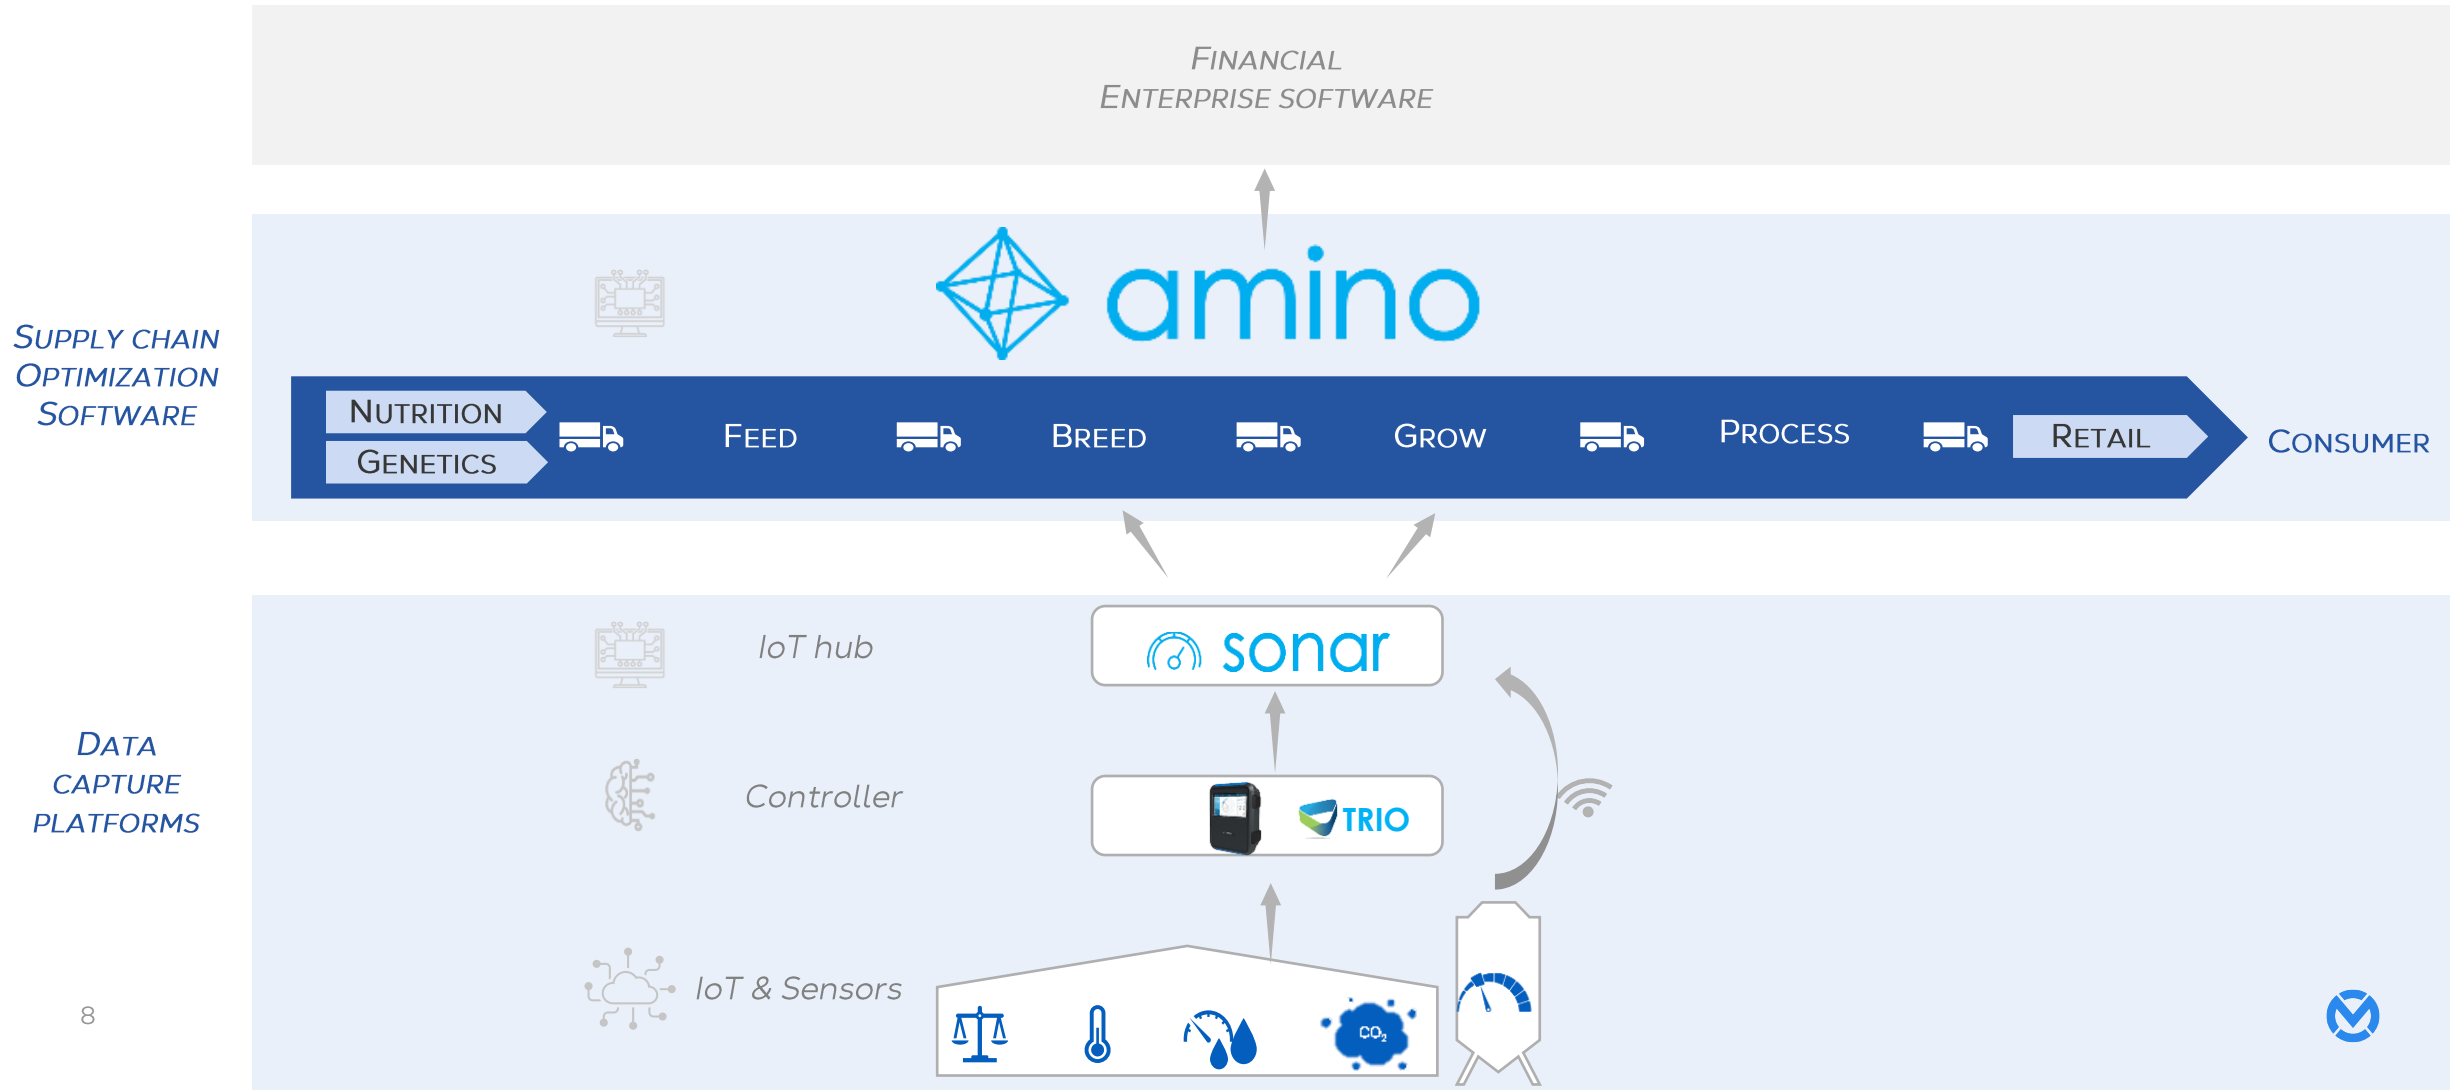 FINANCIAL
ENTERPRISE SOFTWARE
amino
SUPPLY CHAIN
OPTIMIZATION
SOFTWARE
NUTRITION
GENETICS
FEED
BREED
GROW
PROCESS
RETAIL
CONSUMER
IoT hub
sonar
DATA
CAPTURE
PLATFORMS
Controller
TRIO
IoT & Sensors
CO₂
8